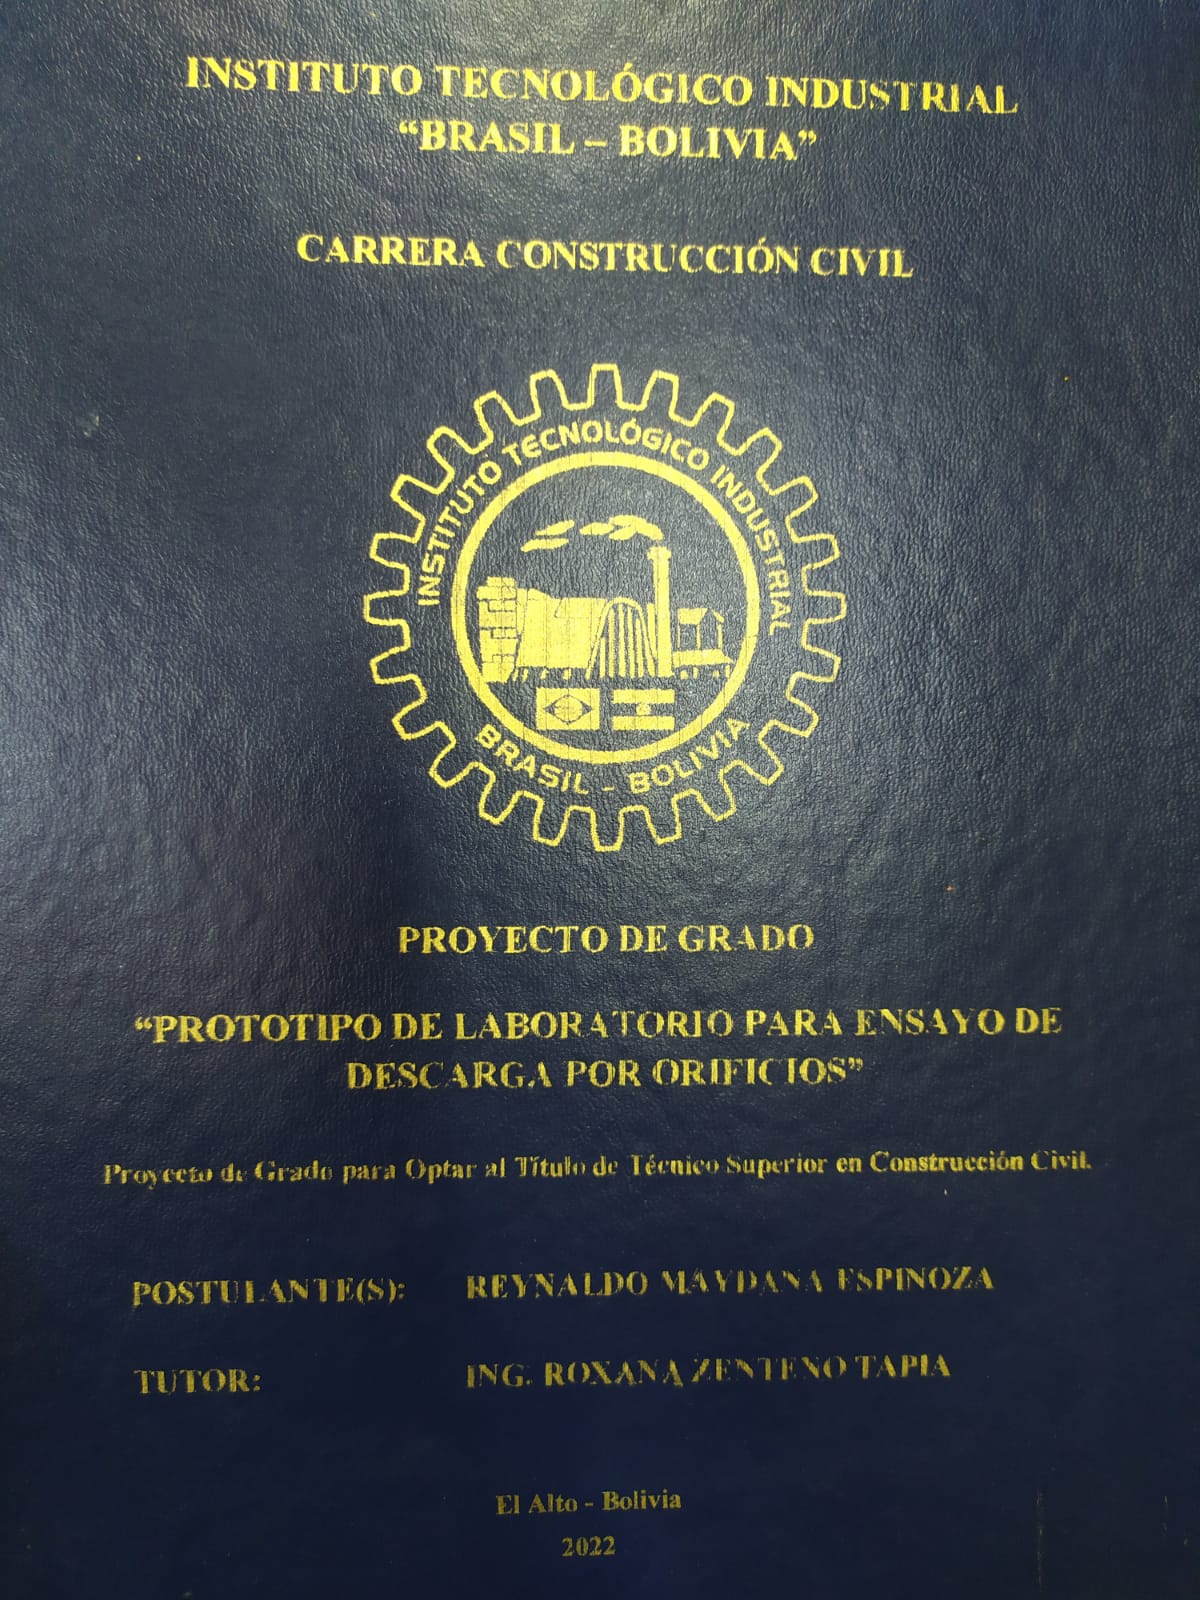 INSTITUTO TECNOLÓGICO INDUSTRIAL
“BRASIL – BOLIVIA”
CARRERA CONSTRUCCIÓN CIVIL
INSTITUTO TECNOLÓGICO INDUSTRIAL
BRASIL - BOLIVIA
PROYECTO DE GRADO
“PROTOTIPO DE LABORATORIO PARA ENSAYO DE
DESCARGA POR ORIFICIOS”
Proyecto de Grado para Optar al Título de Técnico Superior en Construcción Civil.
POSTULANTE(S): REYNALDO MAYDANA ESPINOZA
TUTOR: ING. ROXANA ZENTENO TAPIA
El Alto - Bolivia
2022